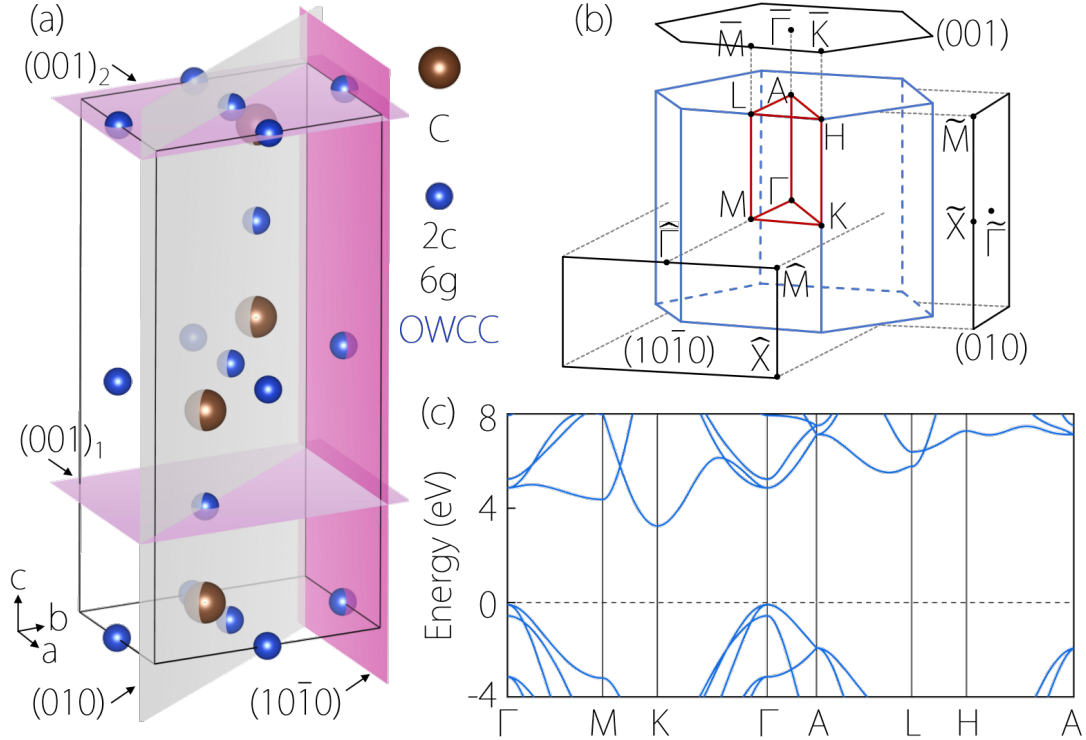 (a)
(001)₂
C
2c
6g
OWCC
(001)₁
c
b
a
(010)
(101̅0)
(b)
M̅ Γ̅ K̅
(001)
L A H
M Γ K
M̃
X̃ Γ̃
Γ̂
M̂
X̂
(101̅0)
(010)
(c)
Energy (eV)
8
4
0
-4
Γ M K Γ A L H A